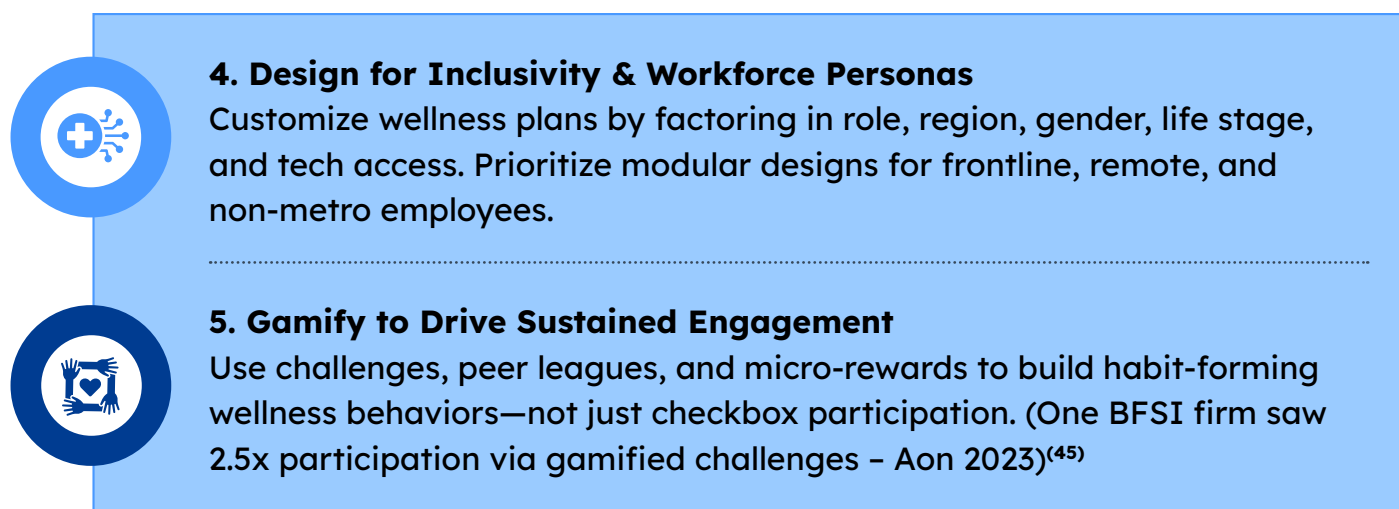 4. Design for Inclusivity & Workforce Personas
Customize wellness plans by factoring in role, region, gender, life stage,
and tech access. Prioritize modular designs for frontline, remote, and
non-metro employees.
5. Gamify to Drive Sustained Engagement
Use challenges, peer leagues, and micro-rewards to build habit-forming
wellness behaviors—not just checkbox participation. (One BFSI firm saw
2.5x participation via gamified challenges – Aon 2023)⁽⁴⁵⁾